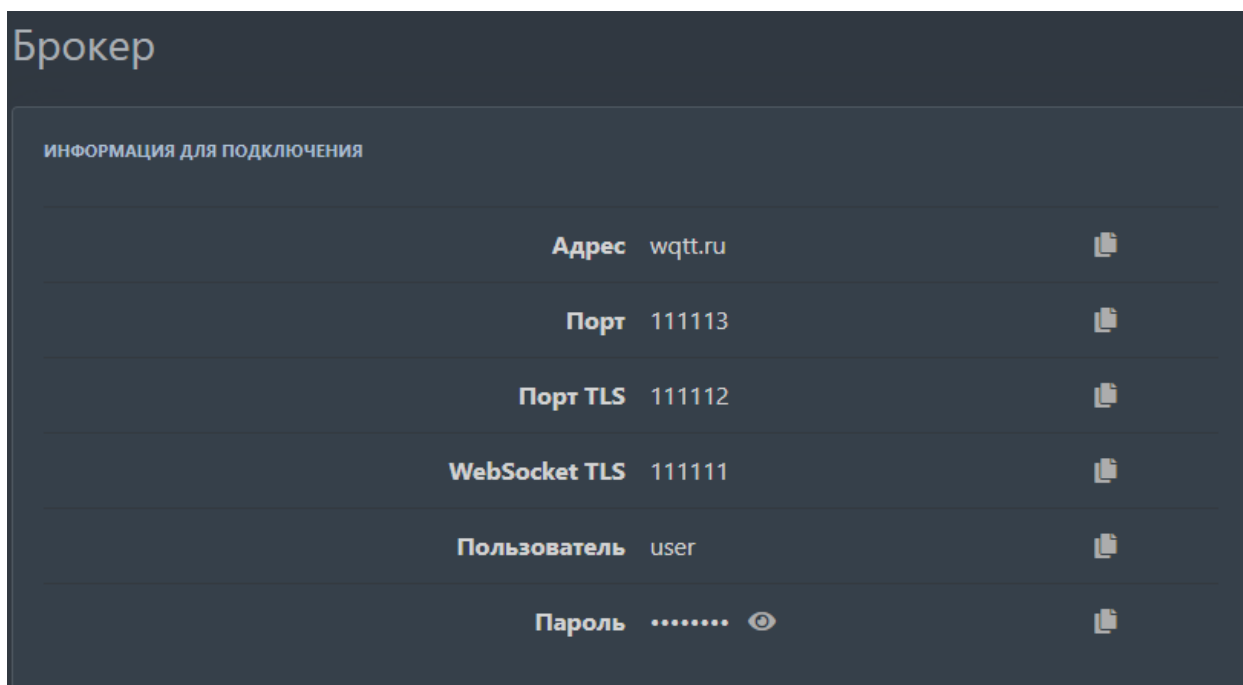 Брокер
ИНФОРМАЦИЯ ДЛЯ ПОДКЛЮЧЕНИЯ
Адрес wqtt.ru
Порт 111113
Порт TLS 111112
WebSocket TLS 111111
Пользователь user
Пароль ••••••••